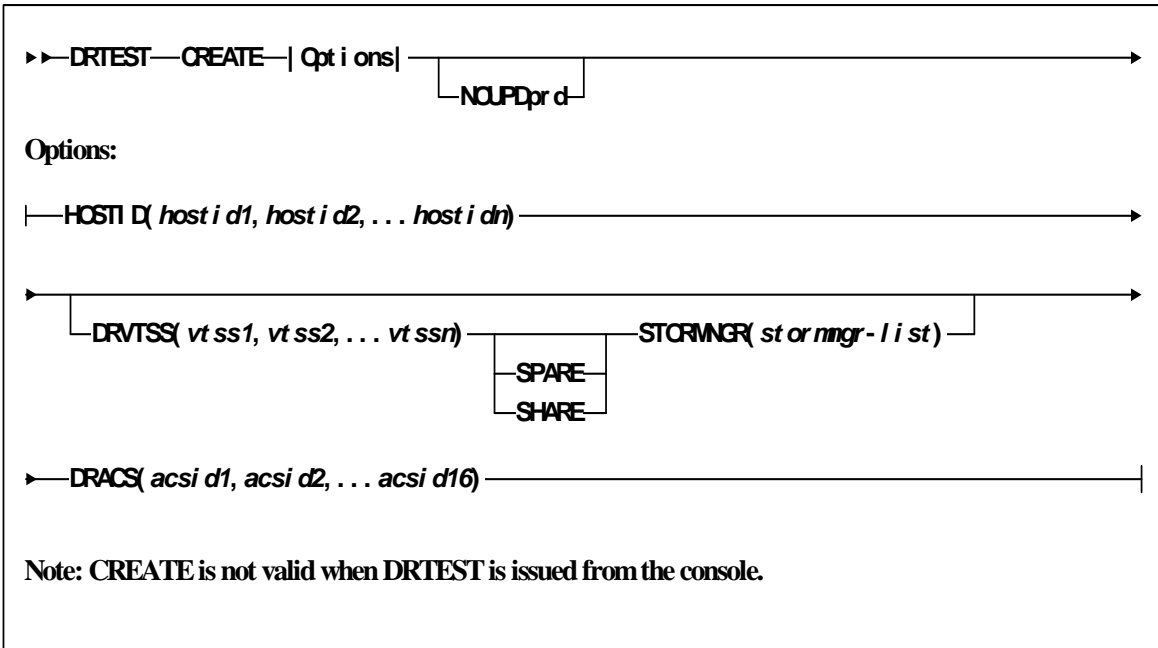 DRTEST CREATE | Options|
NOUPDprd
Options:
HOSTID( hostid1, hostid2, ... hostidn)
DRVTSS( vtss1, vtss2, ... vtssn) STORMNGR( stormngr-list)
SPARE
SHARE
DRACS( acsid1, acsid2, ... acsid16)
Note: CREATE is not valid when DRTEST is issued from the console.